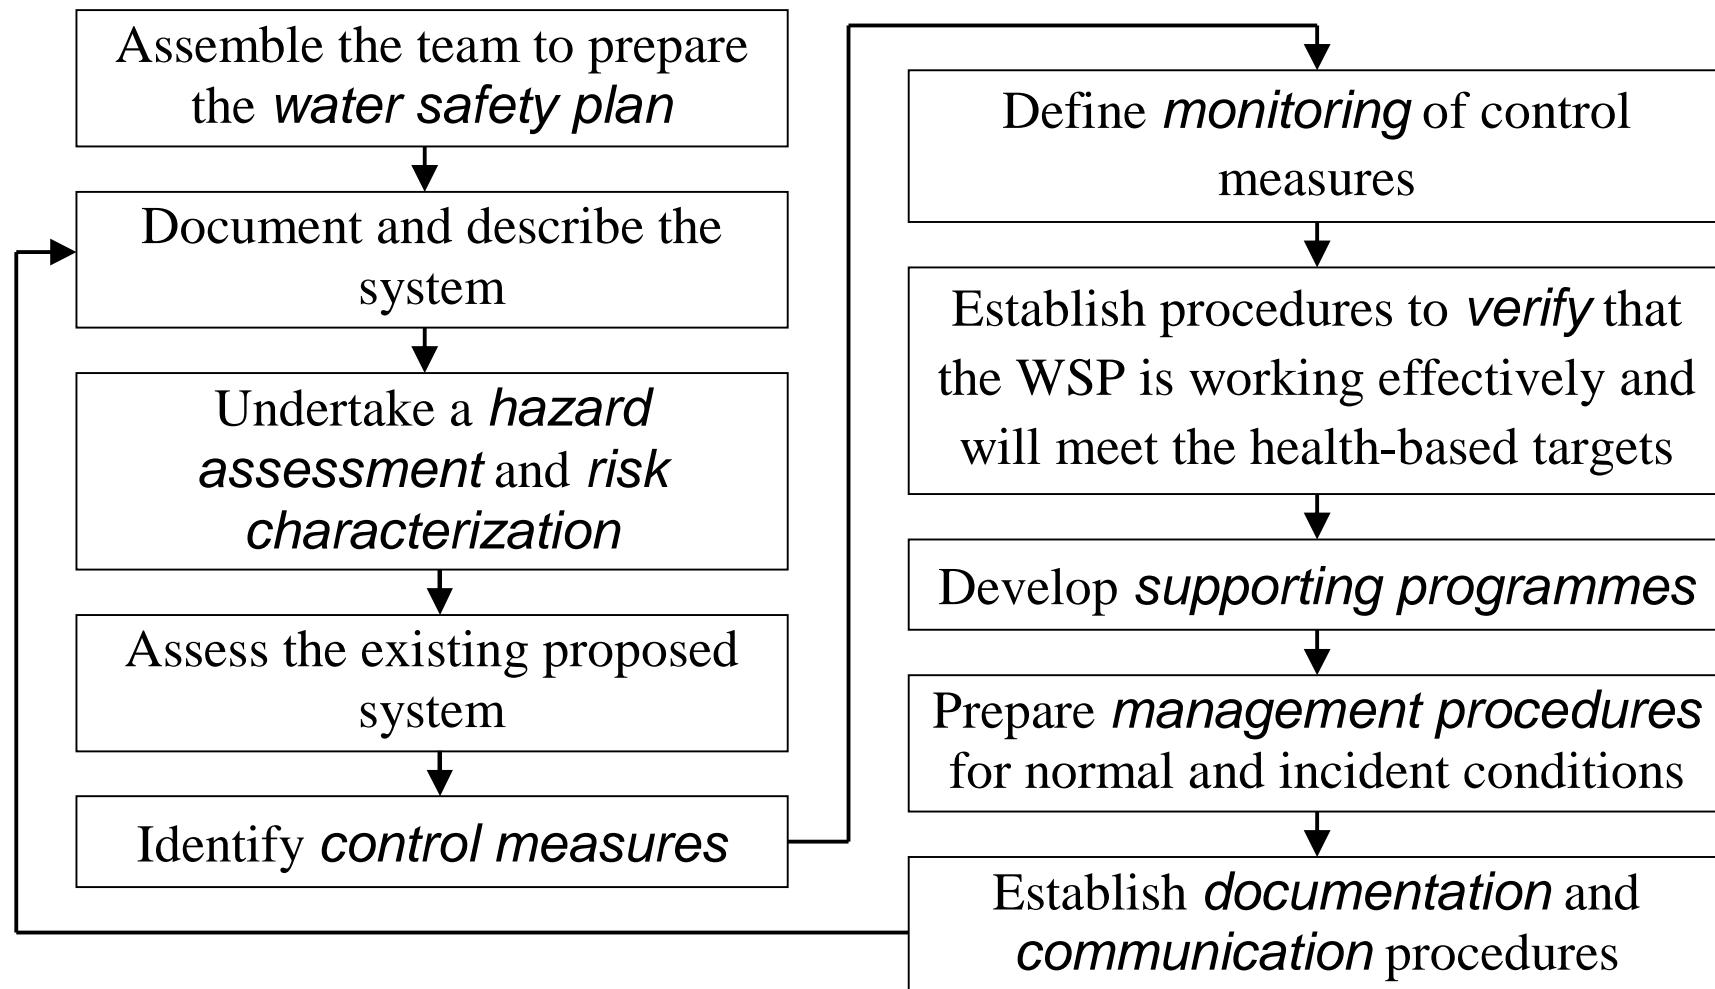 Assemble the team to prepare
the water safety plan
Document and describe the
system
Undertake a hazard
assessment and risk
characterization
Assess the existing proposed
system
Identify control measures
Define monitoring of control
measures
Establish procedures to verify that
the WSP is working effectively and
will meet the health-based targets
Develop supporting programmes
Prepare management procedures
for normal and incident conditions
Establish documentation and
communication procedures